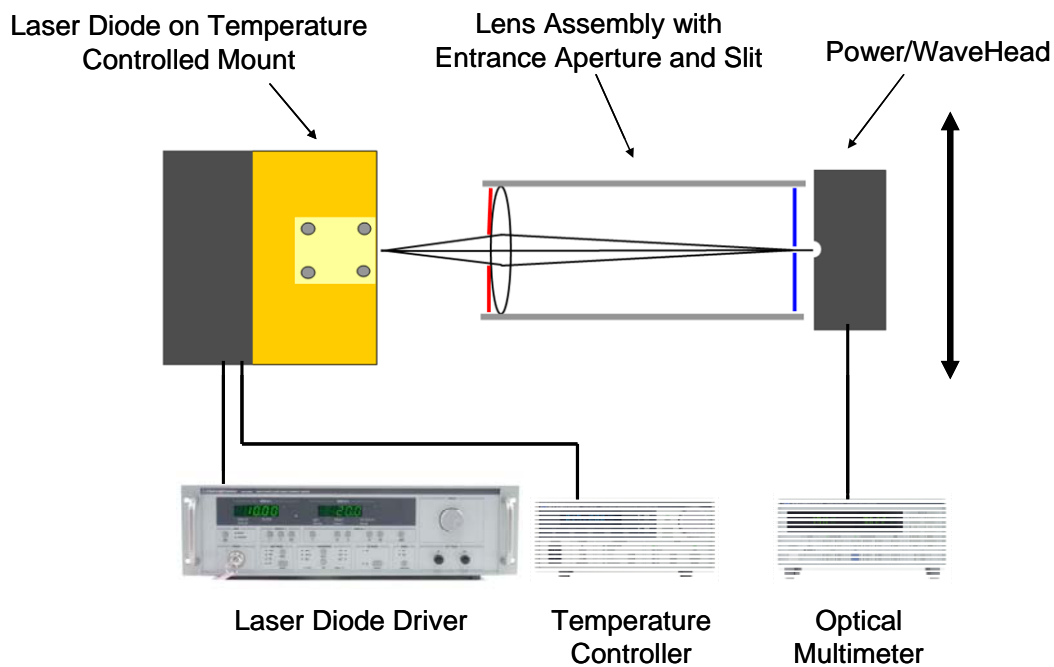 Laser Diode on Temperature
Controlled Mount
Lens Assembly with
Entrance Aperture and Slit
Power/WaveHead
Laser Diode Driver
Temperature
Controller
Optical
Multimeter